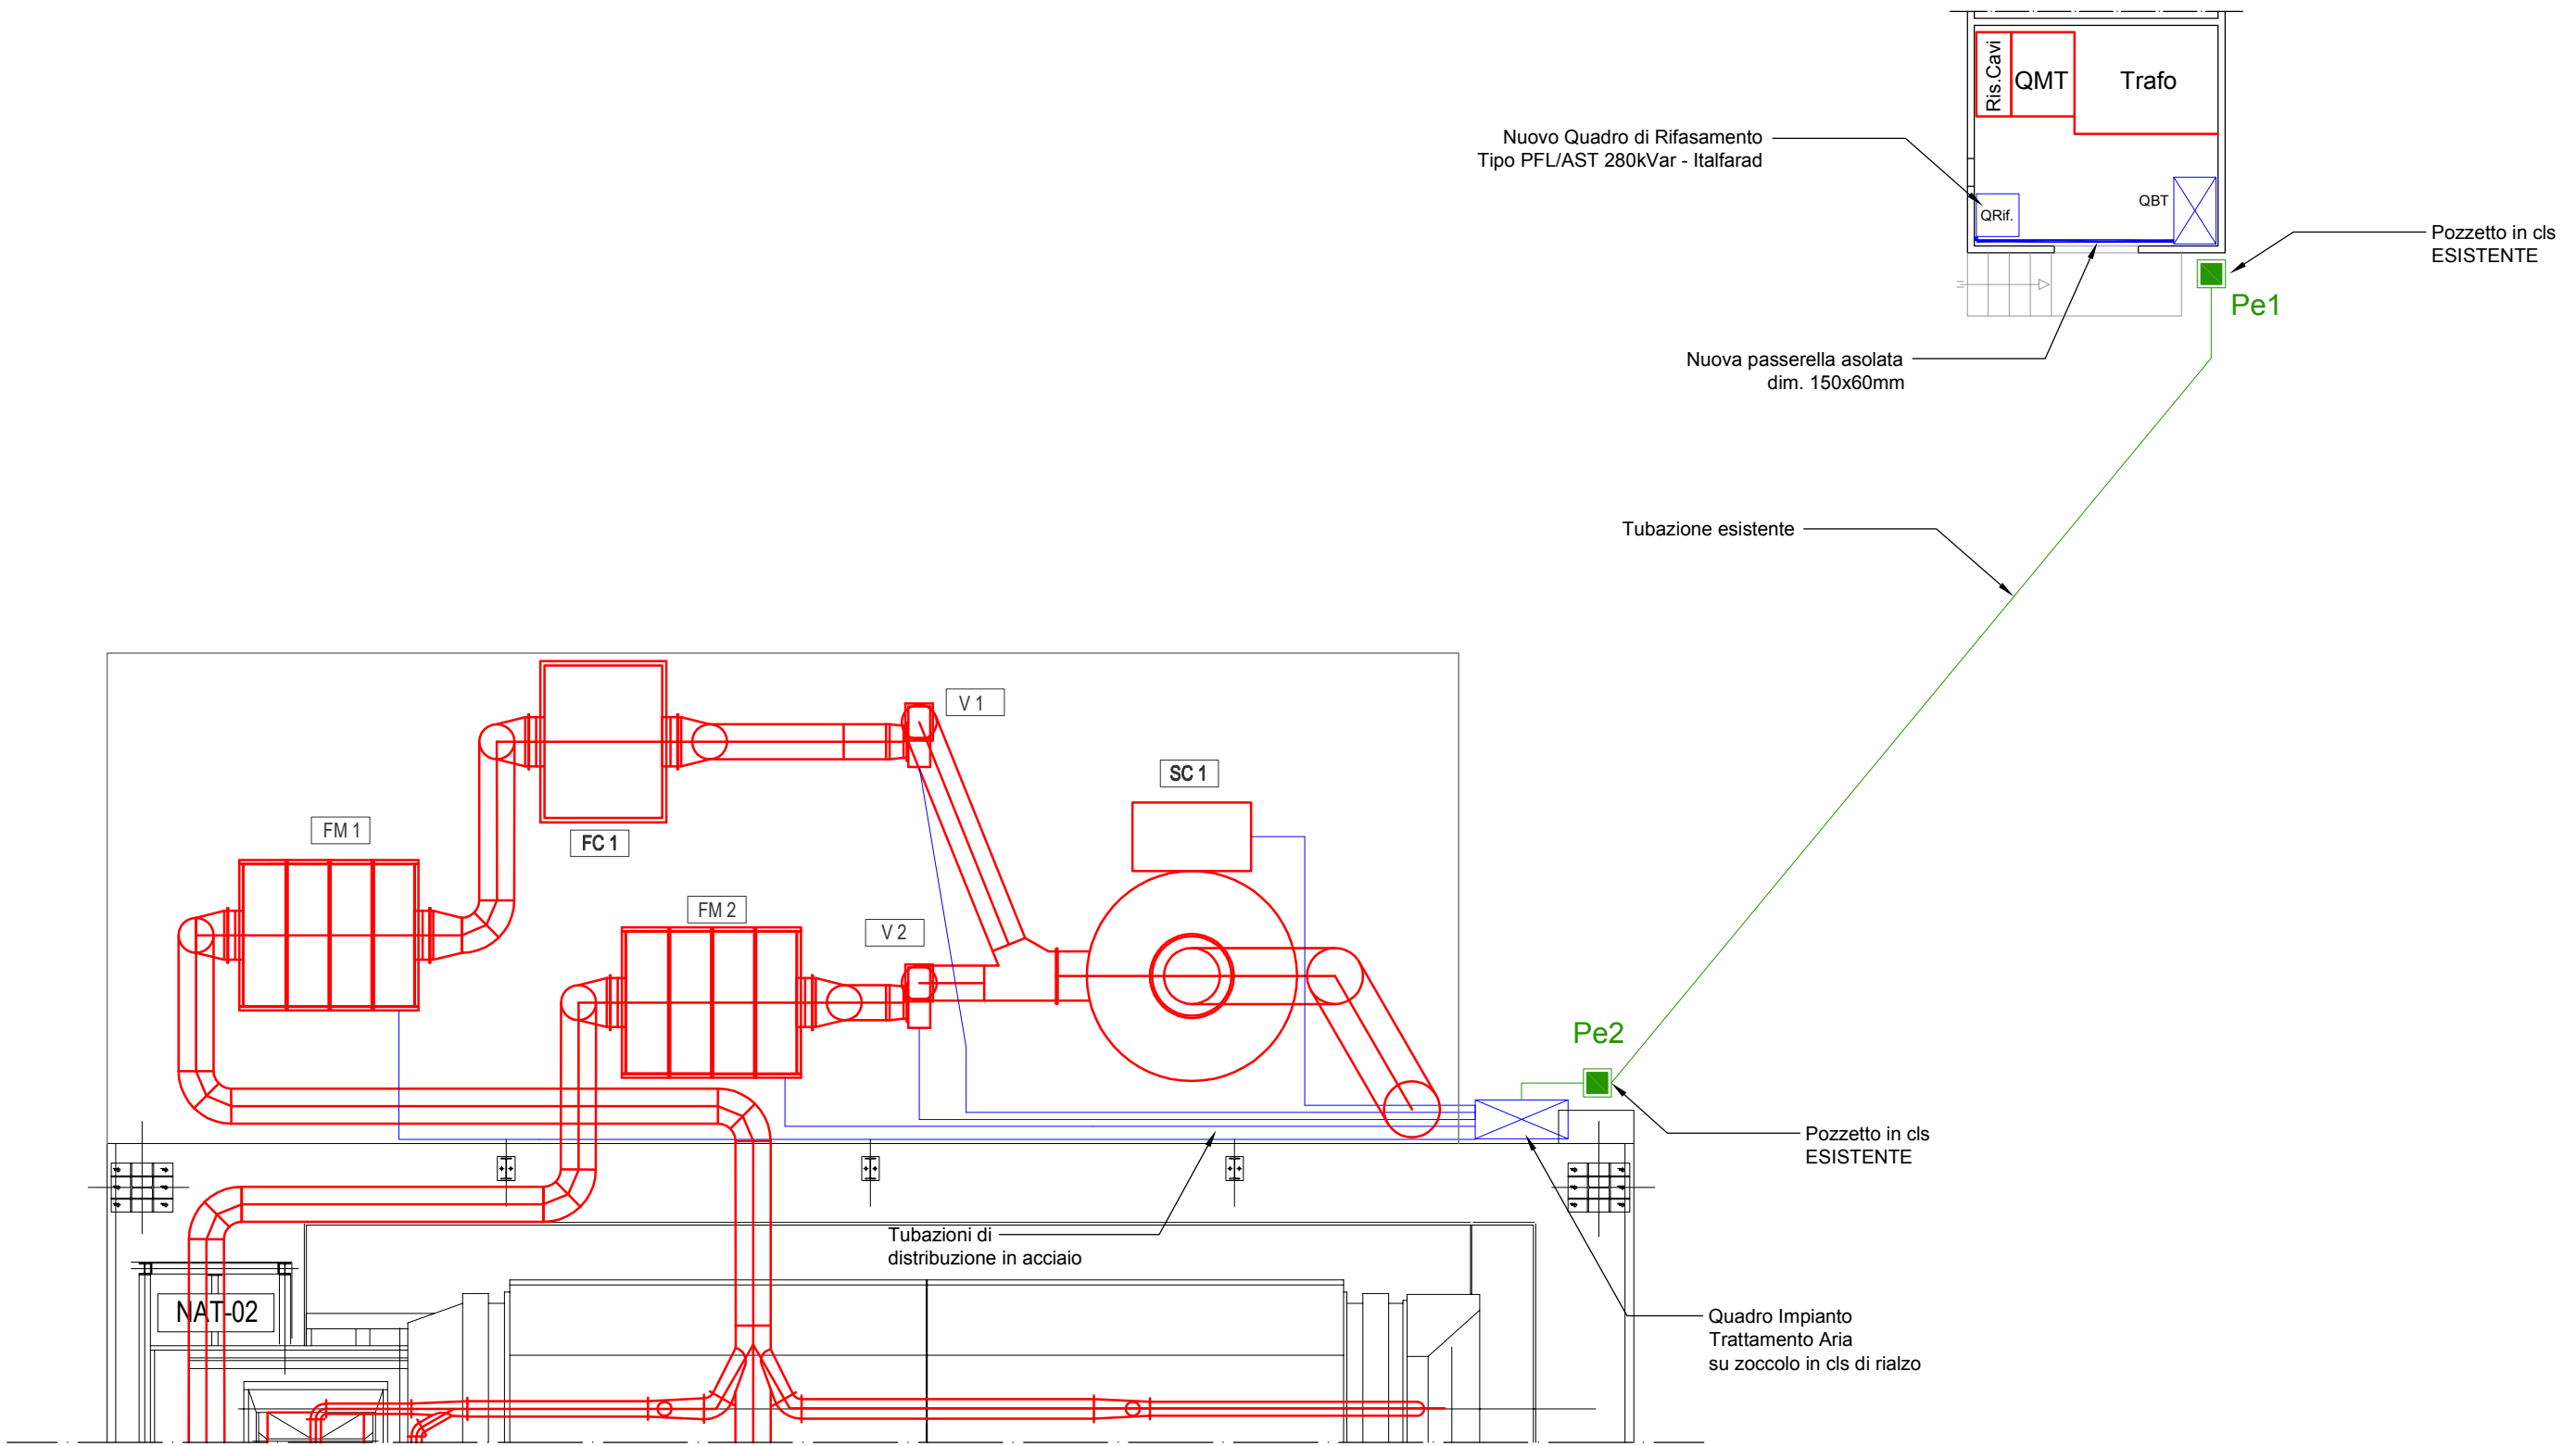 Ris.Cavi
QMT
Trafo
Nuovo Quadro di Rifasamento
Tipo PFL/AST 280kVar - Italfarad
QBT
QRif.
Pozzetto in cls
ESISTENTE
Pe1
Nuova passerella asolata
dim. 150x60mm
Tubazione esistente
V 1
SC 1
FM 1
FC 1
FM 2
V 2
Pe2
Pozzetto in cls
ESISTENTE
Tubazioni di
distribuzione in acciaio
NAT-02
Quadro Impianto
Trattamento Aria
su zoccolo in cls di rialzo